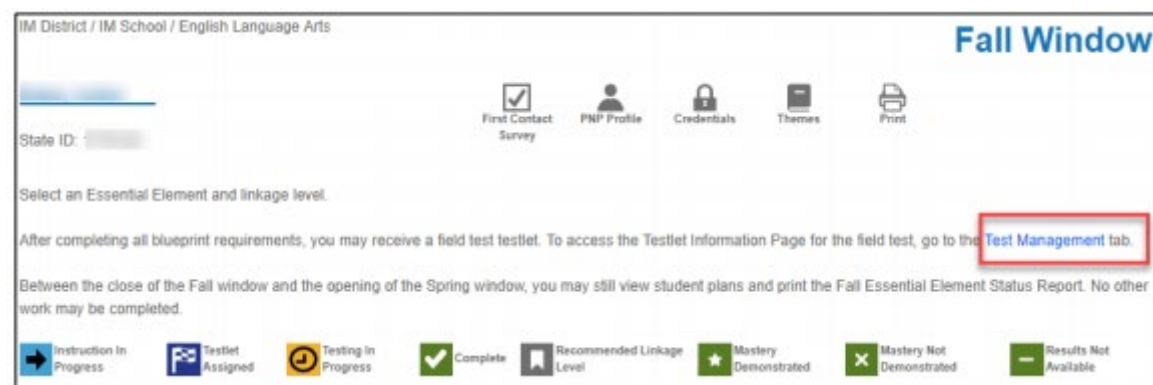 IM District / IM School / English Language Arts
Fall Window
First Contact
Survey
PNP Profile
Credentials
Themes
Print
State ID:
Select an Essential Element and linkage level.
After completing all blueprint requirements, you may receive a field test testlet. To access the Testlet Information Page for the field test, go to the Test Management tab.
Between the close of the Fall window and the opening of the Spring window, you may still view student plans and print the Fall Essential Element Status Report. No other
work may be completed.
Instruction In
Progress
Testlet
Assigned
Testing In
Progress
Complete
Recommended Linkage
Level
Mastery
Demonstrated
Mastery Not
Demonstrated
Results Not
Available